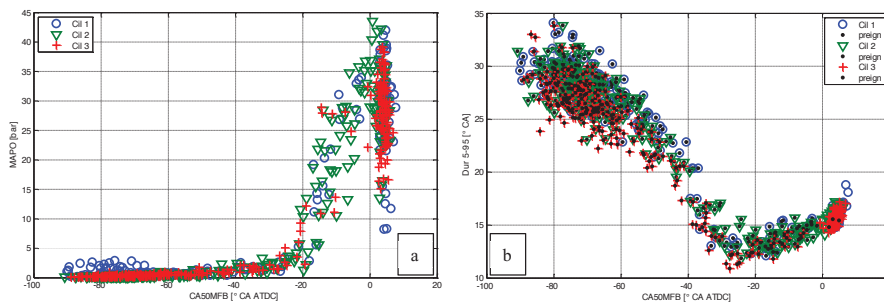 45
40
35
30
25
20
15
10
5
0
MAPO [bar]
Cil 1
Cil 2
Cil 3
a
-100
-80
-60
-40
-20
0
20
CA50MFB [° CA ATDC]
35
30
25
20
15
10
Dur 5-95 [° CA]
Cil 1
preign
Cil 2
preign
Cil 3
preign
b
-100
-80
-60
-40
-20
0
20
CA50MFB [° CA ATDC]